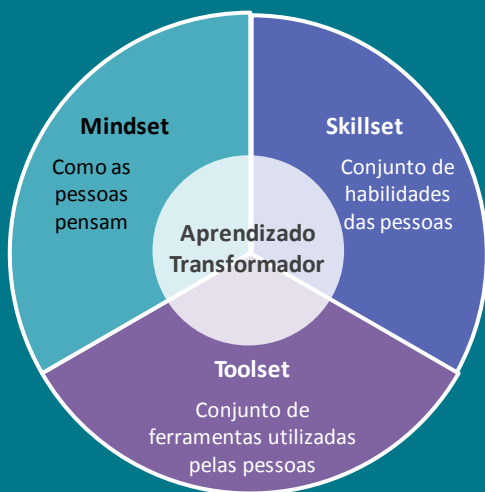 Mindset
Como as
pessoas
pensam
Skillset
Conjunto de
habilidades
das pessoas
Aprendizado
Transformador
Toolset
Conjunto de
ferramentas utilizadas
pelas pessoas